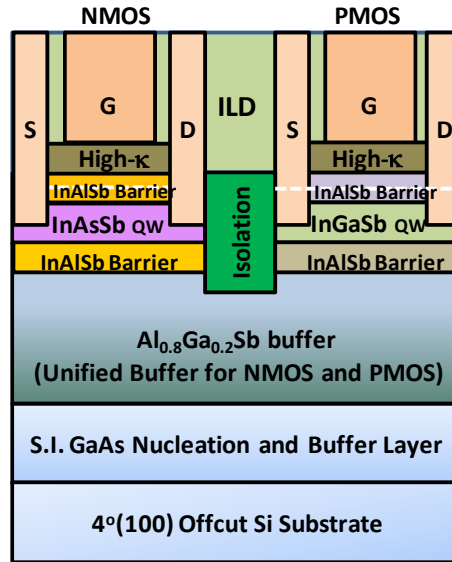 NMOS PMOS
G ILD G
S D S D
High-κ High-κ
InAlSb Barrier InAlSb Barrier
InAsSb QW InGaSb QW
InAlSb Barrier InAlSb Barrier
Isolation
Al0.8Ga0.2Sb buffer
(Unified Buffer for NMOS and PMOS)
S.I. GaAs Nucleation and Buffer Layer
4º(100) Offcut Si Substrate